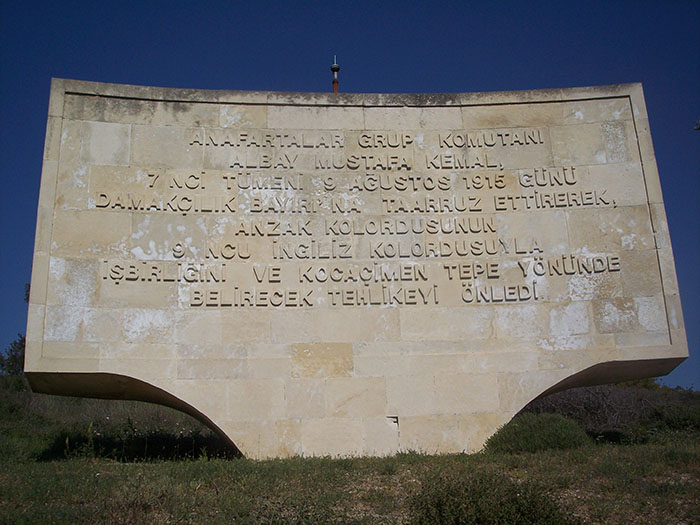 ANAFARTALAR GRUP KOMUTANI
ALBAY MUSTAFA KEMAL,
7 NCİ TÜMENİ 9 AĞUSTOS 1915 GÜNÜ
DAMAKÇILIK BAYIRI'NA TAARRUZ ETTİREREK,
ANZAK KOLORDUSUNUN
9 NCU İNGİLİZ KOLORDUSUYLA
İŞBİRLİĞİNİ VE KOCAÇİMEN TEPE YÖNÜNDE
BELİRECEK TEHLİKEYİ ÖNLEDİ.